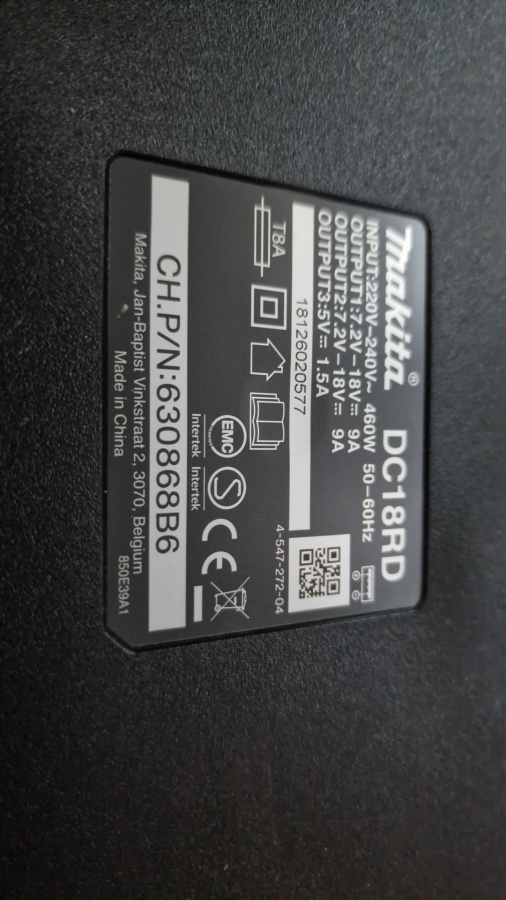 makita® DC18RD
INPUT:220V–240V~ 460W 50–60Hz
OUTPUT1:7.2V–18V⎓ 9A
OUTPUT2:7.2V–18V⎓ 9A
OUTPUT3:5V⎓ 1.5A
18126020577
4-547-272-04
T8A
EMC
S
CE
Intertek Intertek
CH.P/N:630868B6
Makita, Jan-Baptist Vinkstraat 2, 3070, Belgium
Made in China
850E39A1